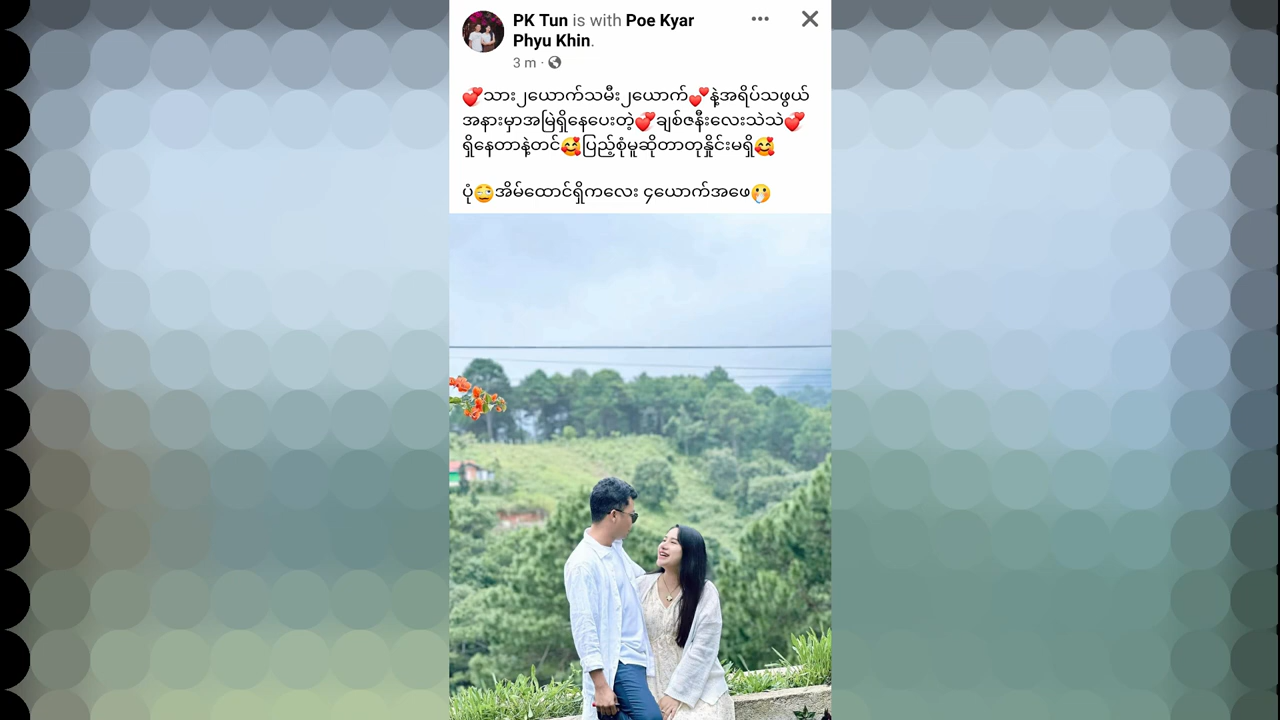 PK Tun is with Poe Kyar
Phyu Khin.
3 m ·
💞သား၂ယောက်သမီး၂ယောက်💕နဲ့အရိပ်သဖွယ်
အနားမှာအမြဲရှိနေပေးတဲ့💞ချစ်ဇနီးလေးသဲသဲ💞
ရှိနေတာနဲ့တင်🥰ပြည့်စုံမူဆိုတာတုနှိုင်းမရှိ🥰
ပုံ🥴အိမ်ထောင်ရှိကလေး ၄ယောက်အဖေ🤭